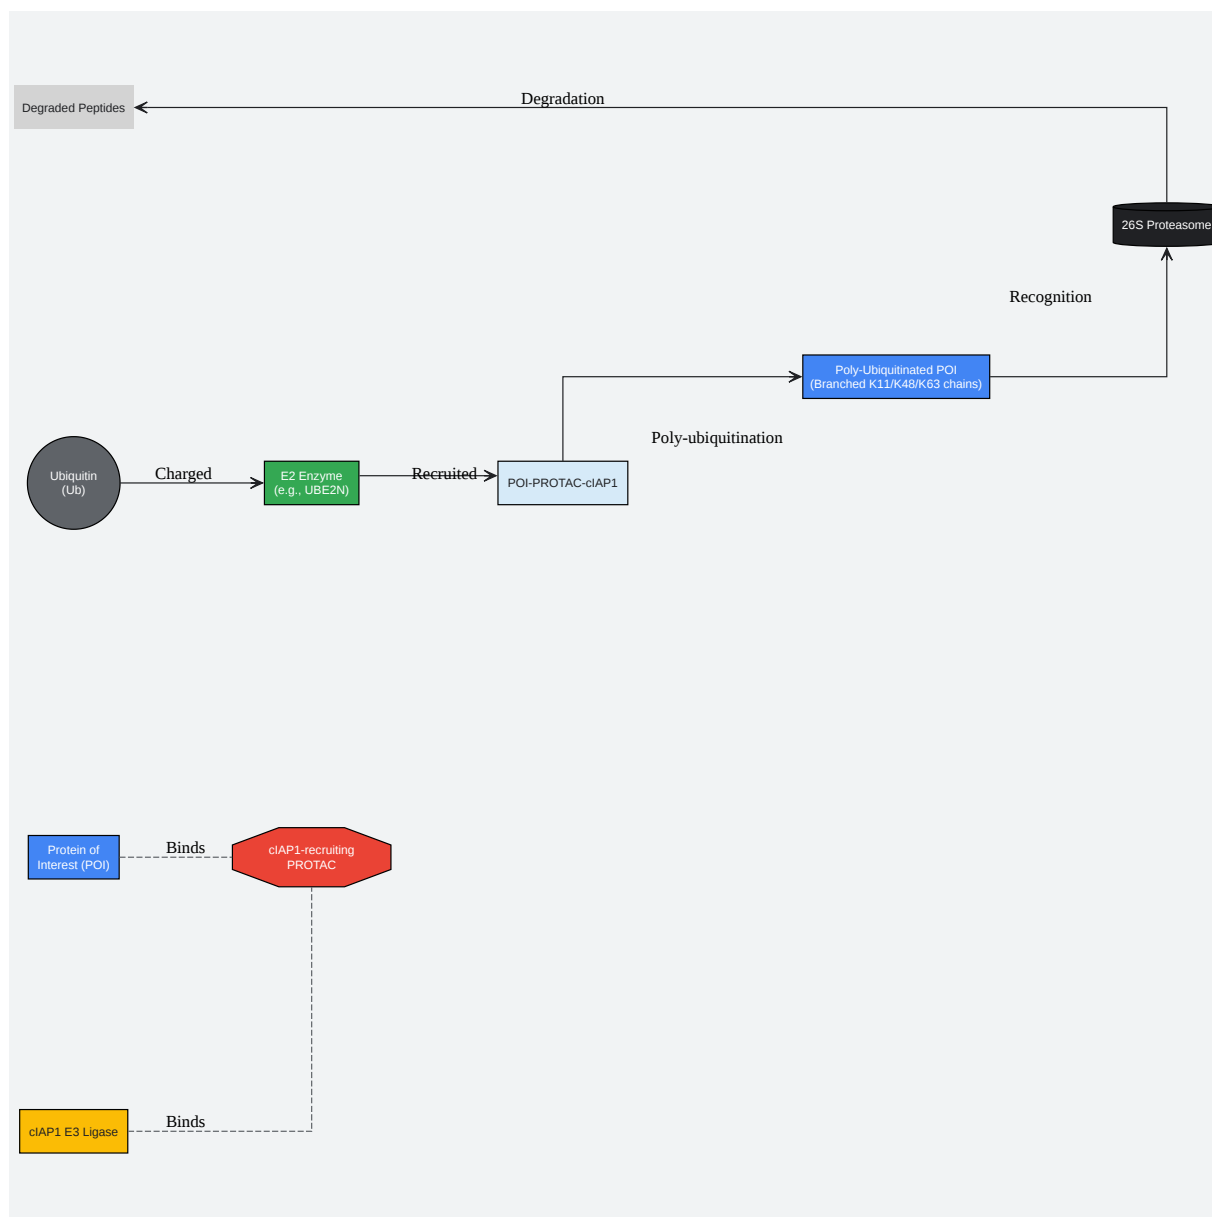 Degradation
Degraded Peptides
26S Proteasome
Recognition
Poly-Ubiquitinated POI
(Branched K11/K48/K63 chains)
Poly-ubiquitination
Ubiquitin
(Ub)
Charged
E2 Enzyme
(e.g., UBE2N)
Recruited
POI-PROTAC-cIAP1
Protein of
Interest (POI)
Binds
cIAP1-recruiting
PROTAC
cIAP1 E3 Ligase
Binds